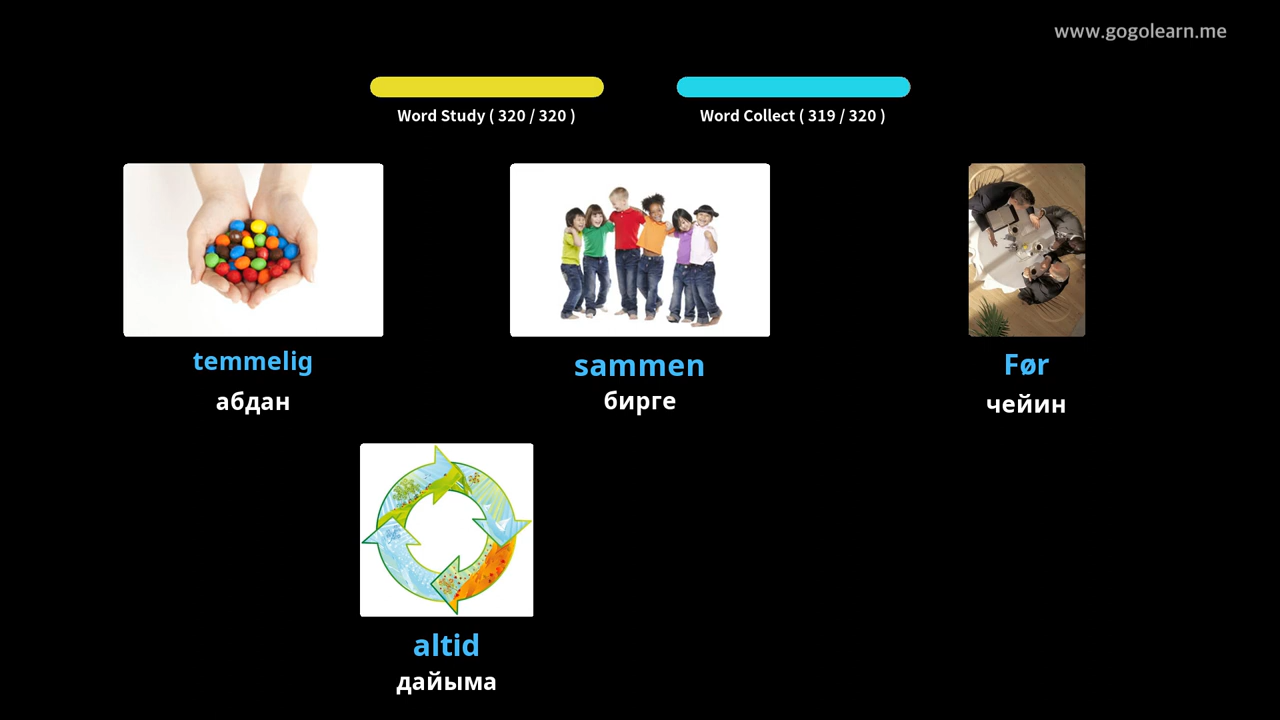 www.gogolearn.me
Word Study ( 320 / 320 )
Word Collect ( 319 / 320 )
temmelig
абдан
sammen
бирге
Før
чейин
altid
дайыма